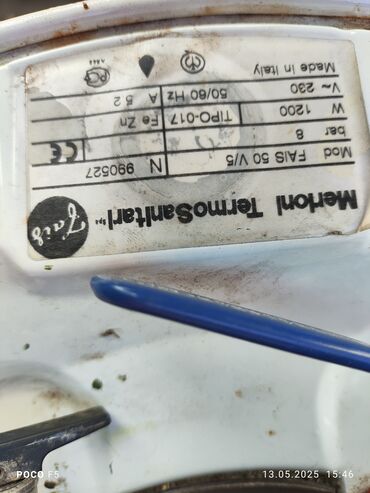 Merloni TermoSanitari SpA
fais
Mod FAIS 50 V/5 N 990527
bar 8 CE
W 1200 TIPO-017 Fe Zn
V~ 230 50/60 Hz A 5.2
Made in Italy
POCO F5
13.05.2025 15:46